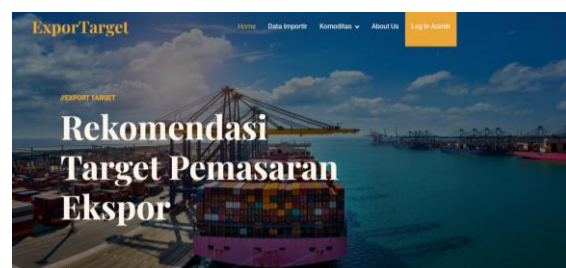 ExporTarget
Home Data Importir Komoditas About Us Log In Admin
//EXPORT TARGET
Rekomendasi
Target Pemasaran
Ekspor